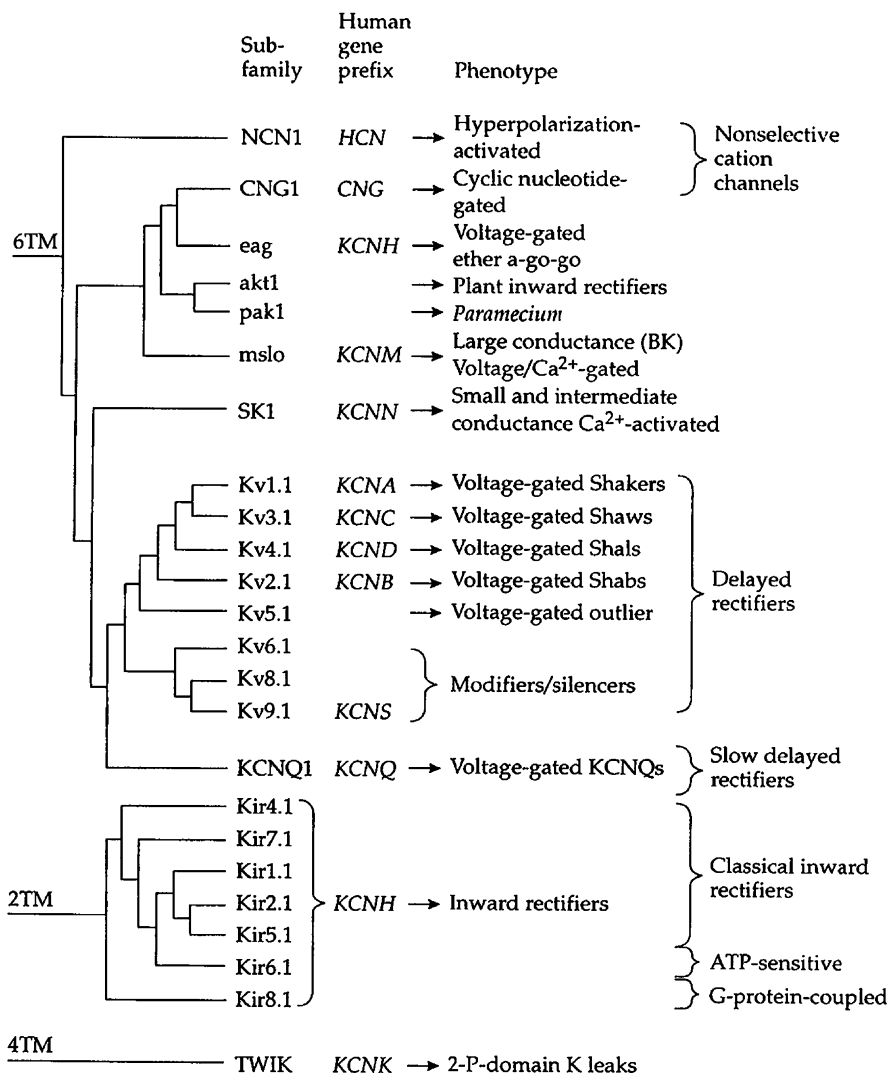 Sub-family Human gene prefix Phenotype
6TM
NCN1 HCN → Hyperpolarization-activated
CNG1 CNG → Cyclic nucleotide-gated
Nonselective cation channels
eag KCNH → Voltage-gated ether a-go-go
akt1 → Plant inward rectifiers
pak1 → Paramecium
mslo KCNM → Large conductance (BK) Voltage/Ca²⁺-gated
SK1 KCNN → Small and intermediate conductance Ca²⁺-activated
Kv1.1 KCNA → Voltage-gated Shakers
Kv3.1 KCNC → Voltage-gated Shaws
Kv4.1 KCND → Voltage-gated Shals
Kv2.1 KCNB → Voltage-gated Shabs
Kv5.1 → Voltage-gated outlier
Kv6.1
Kv8.1
Kv9.1 KCNS
Modifiers/silencers
Delayed rectifiers
KCNQ1 KCNQ → Voltage-gated KCNQs
Slow delayed rectifiers
2TM
Kir4.1
Kir7.1
Kir1.1
Kir2.1
Kir5.1
Kir6.1
Kir8.1
KCNH → Inward rectifiers
Classical inward rectifiers
ATP-sensitive
G-protein-coupled
4TM
TWIK KCNK → 2-P-domain K leaks